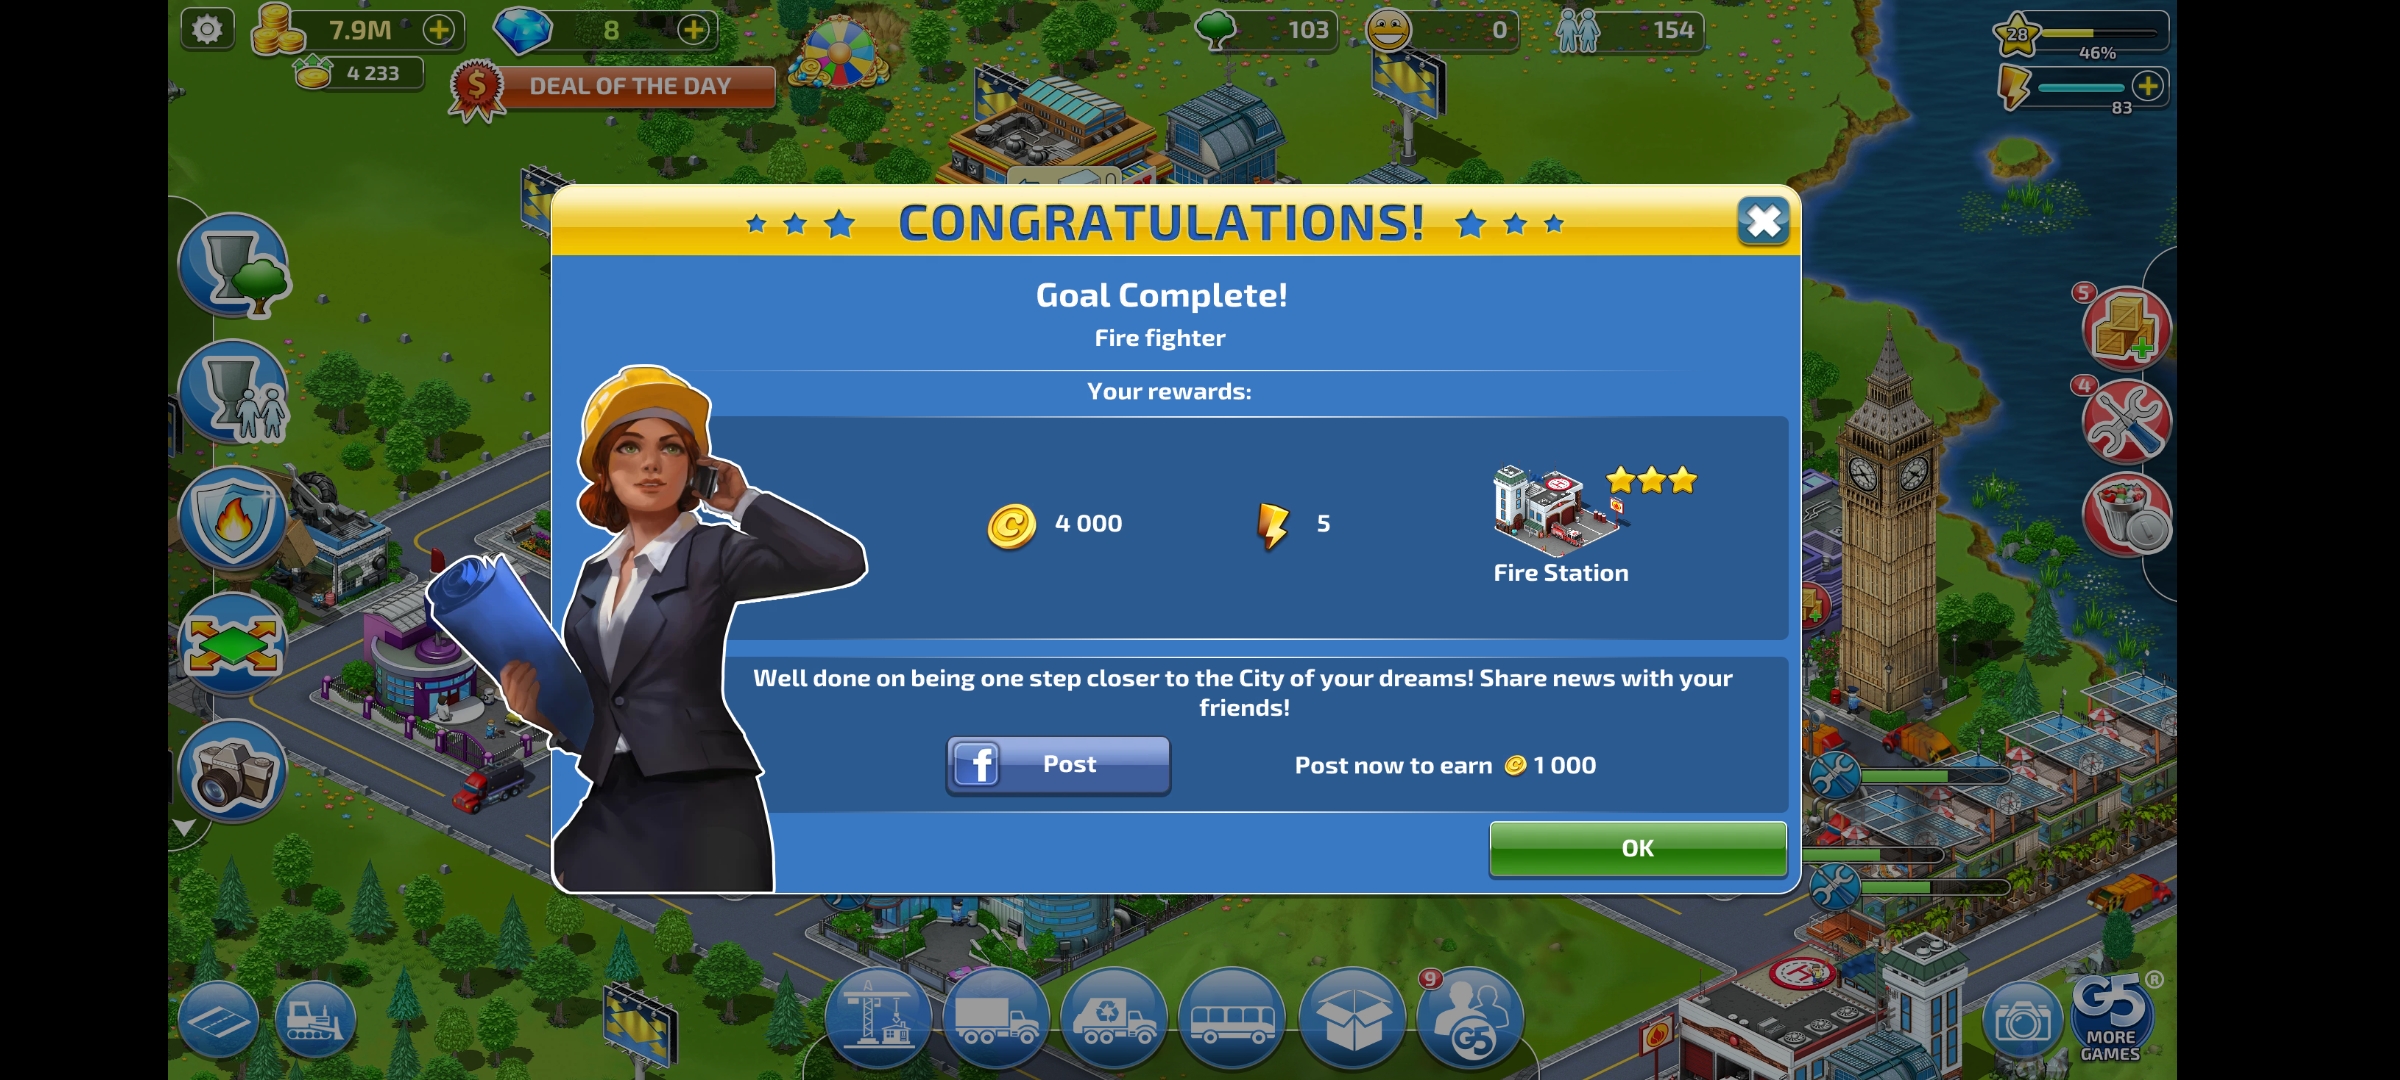 7.9M
8
103
0
154
28
46%
4 233
DEAL OF THE DAY
83
CONGRATULATIONS!
Goal Complete!
Fire fighter
Your rewards:
4 000
5
Fire Station
Well done on being one step closer to the City of your dreams! Share news with your
friends!
f Post
Post now to earn 1 000
OK
5
4
9
G5
G5®
MORE
GAMES